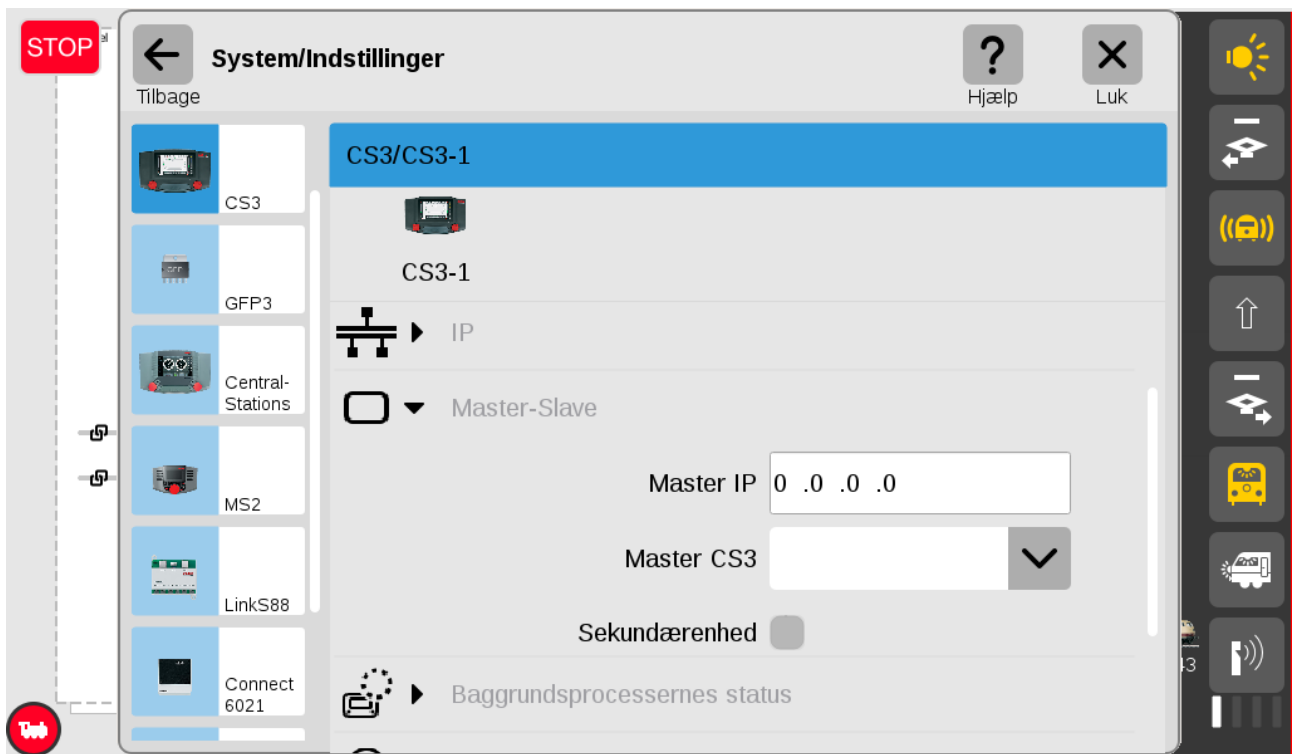 STOP
System/Indstillinger
Tilbage
Hjælp
Luk
CS3
GFP3
Central-
Stations
MS2
LinkS88
Connect
6021
CS3/CS3-1
CS3-1
IP
Master-Slave
Master IP 0 .0 .0 .0
Master CS3
Sekundærenhed
Baggrundsprocessernes status